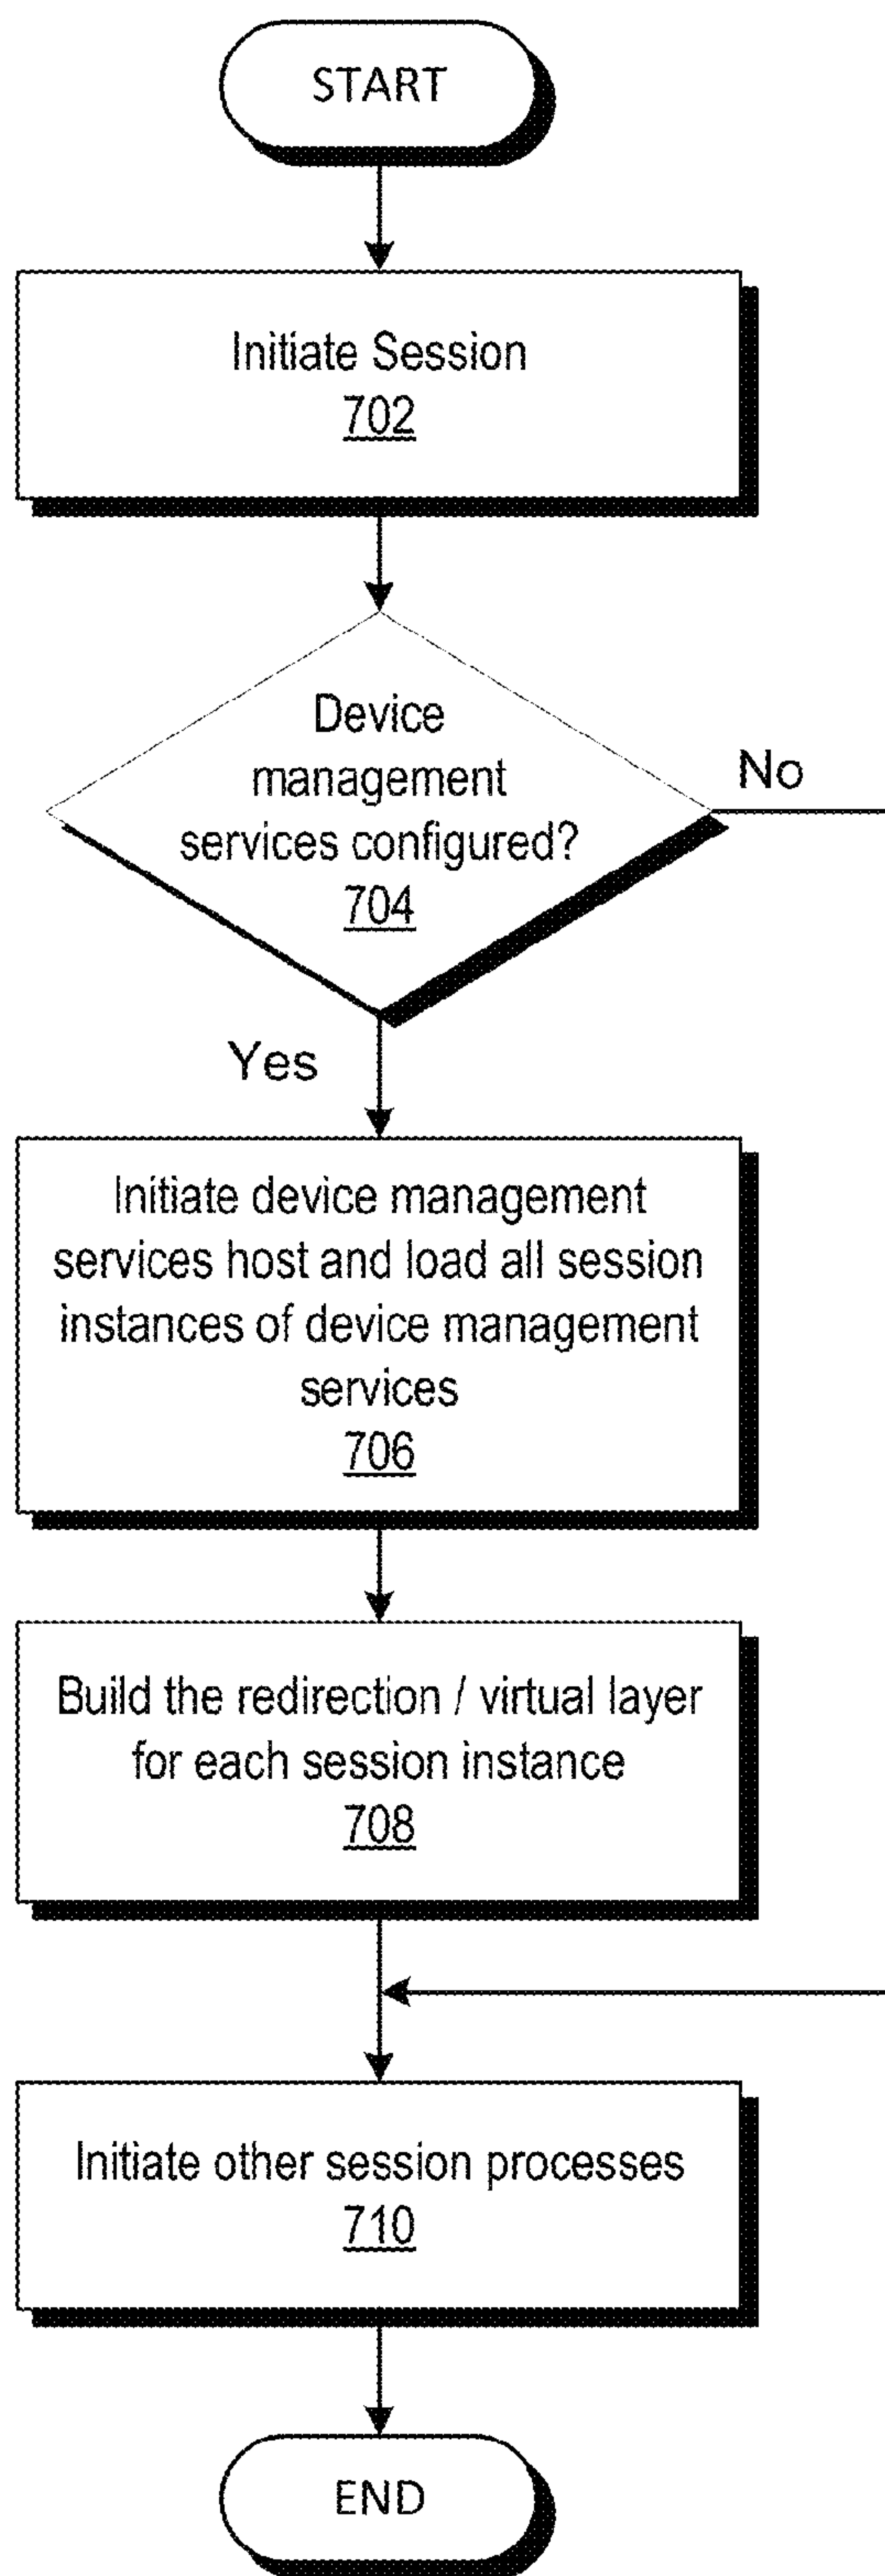 START
Initiate Session
702
Device
management
services configured?
704
No
Yes
Initiate device management
services host and load all session
instances of device management
services
706
Build the redirection / virtual layer
for each session instance
708
Initiate other session processes
710
END